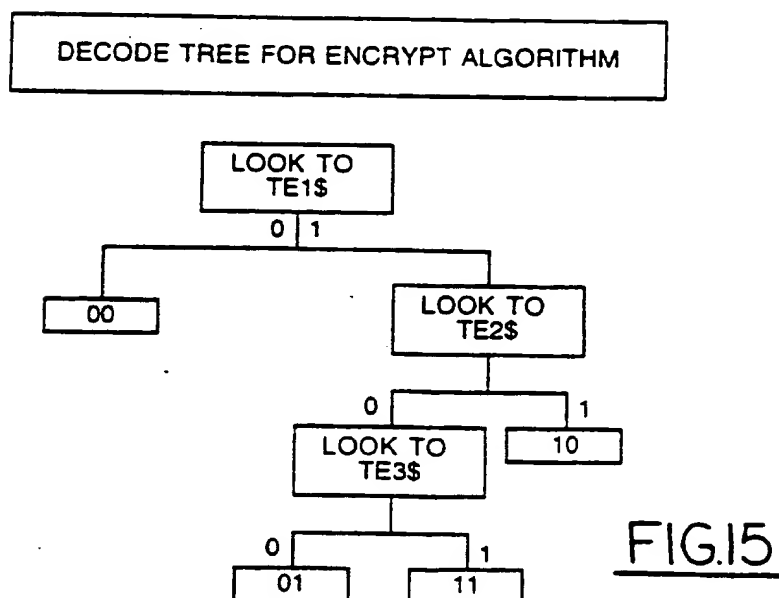 DECODE TREE FOR ENCRYPT ALGORITHM
LOOK TO
TE1$
0 1
00
LOOK TO
TE2$
0 1
LOOK TO
TE3$
10
0 1
01 11
FIG.15